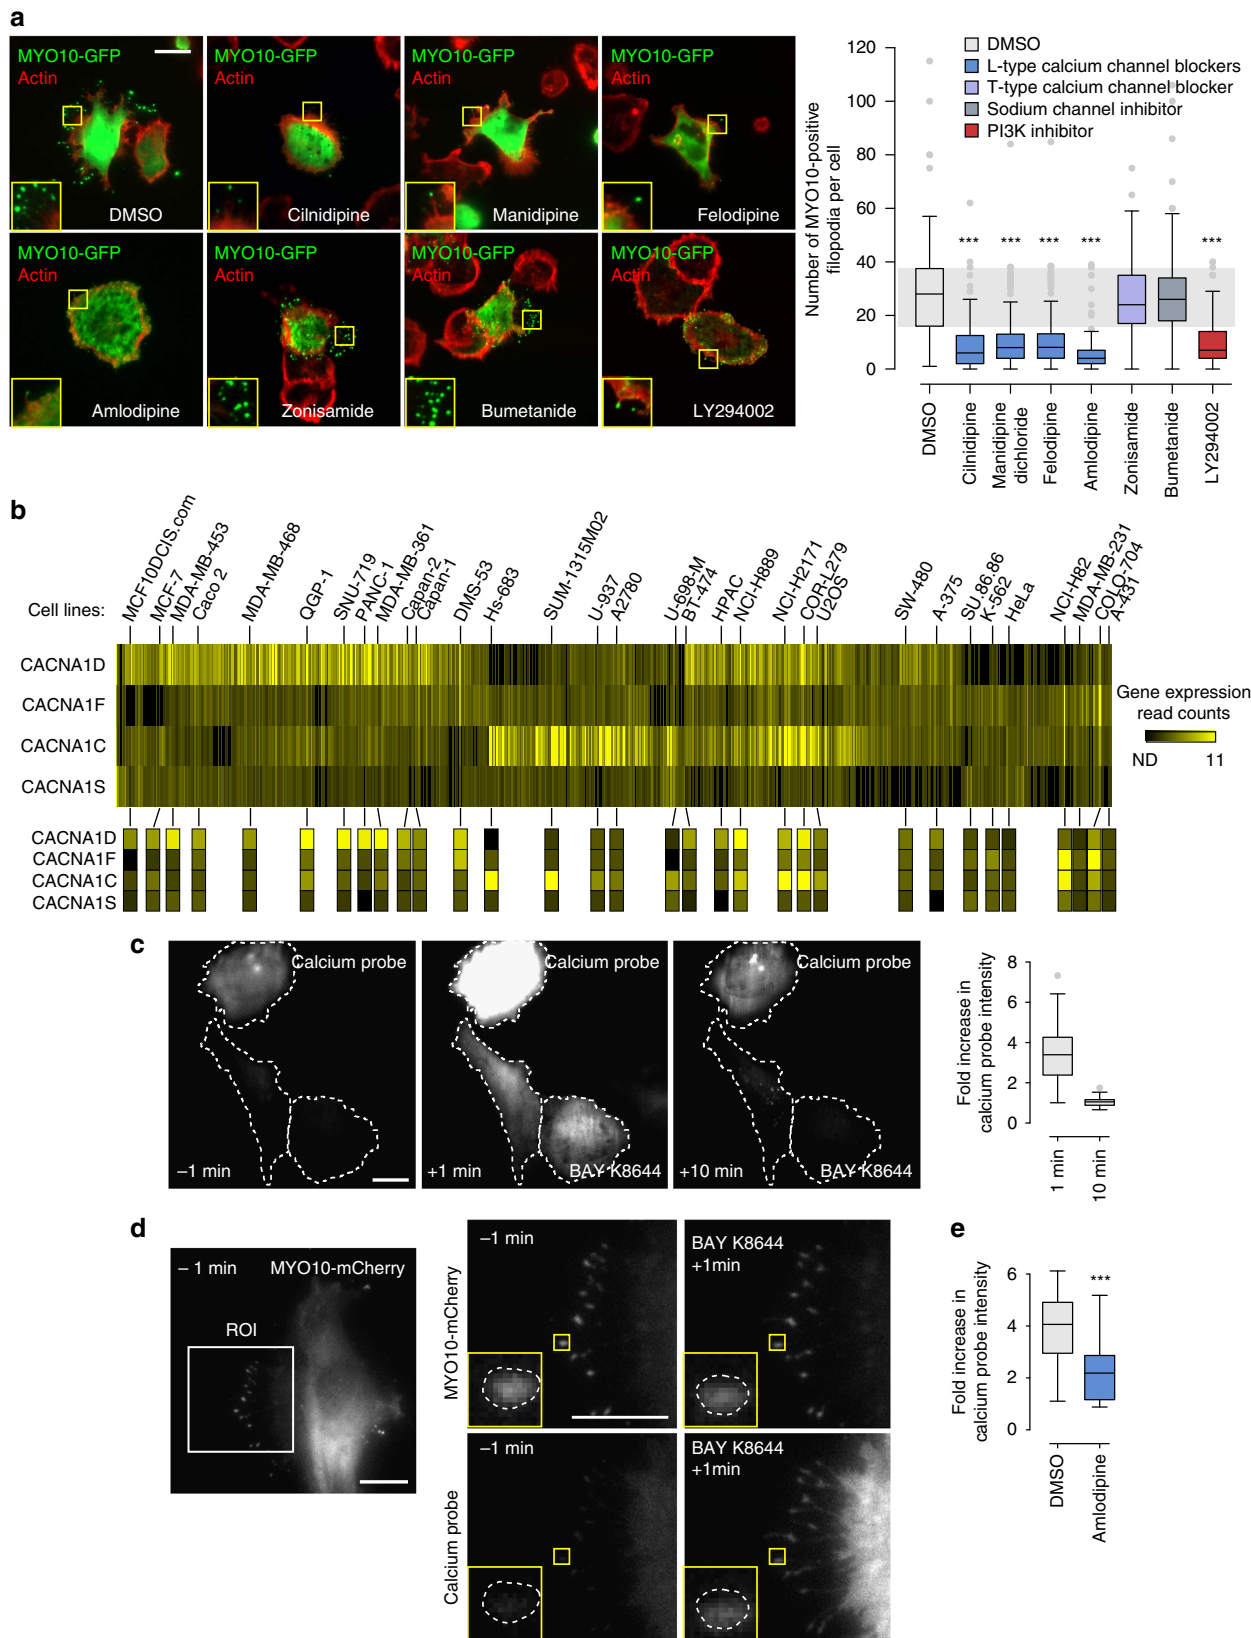 a
MYO10-GFP
Actin
DMSO
MYO10-GFP
Actin
Cilnidipine
MYO10-GFP
Actin
Manidipine
MYO10-GFP
Actin
Felodipine
MYO10-GFP
Actin
Amlodipine
MYO10-GFP
Actin
Zonisamide
MYO10-GFP
Actin
Bumetanide
MYO10-GFP
Actin
LY294002
DMSO
L-type calcium channel blockers
T-type calcium channel blocker
Sodium channel inhibitor
PI3K inhibitor
Number of MYO10-positive
filopodia per cell
120
100
80
60
40
20
0
***
***
***
***
***
DMSO
Cilnidipine
Manidipine
dichloride
Felodipine
Amlodipine
Zonisamide
Bumetanide
LY294002
b
Cell lines:
MCF10DCIS.com
MCF-7
MDA-MB-453
Caco 2
MDA-MB-468
QGP-1
SNU-719
PANC-1
MDA-MB-361
Capan-2
Capan-1
DMS-53
Hs-683
SUM-1315M02
U-937
A2780
U-698-M
BT-474
HPAC
NCI-H889
NCI-H2171
COR-L279
U2OS
SW-480
A-375
SU.86.86
K-562
HeLa
NCI-H82
MDA-MB-231
COLO-704
A-431
CACNA1D
CACNA1F
CACNA1C
CACNA1S
Gene expression
read counts
ND
11
CACNA1D
CACNA1F
CACNA1C
CACNA1S
c
Calcium probe
–1 min
Calcium probe
+1 min
BAY K8644
Calcium probe
+10 min
BAY K8644
Fold increase in
calcium probe intensity
8
6
4
2
0
1 min
10 min
d
– 1 min
MYO10-mCherry
ROI
MYO10-mCherry
–1 min
BAY K8644
+1min
Calcium probe
–1 min
BAY K8644
+1min
e
Fold increase in
calcium probe intensity
6
4
2
0
***
DMSO
Amlodipine